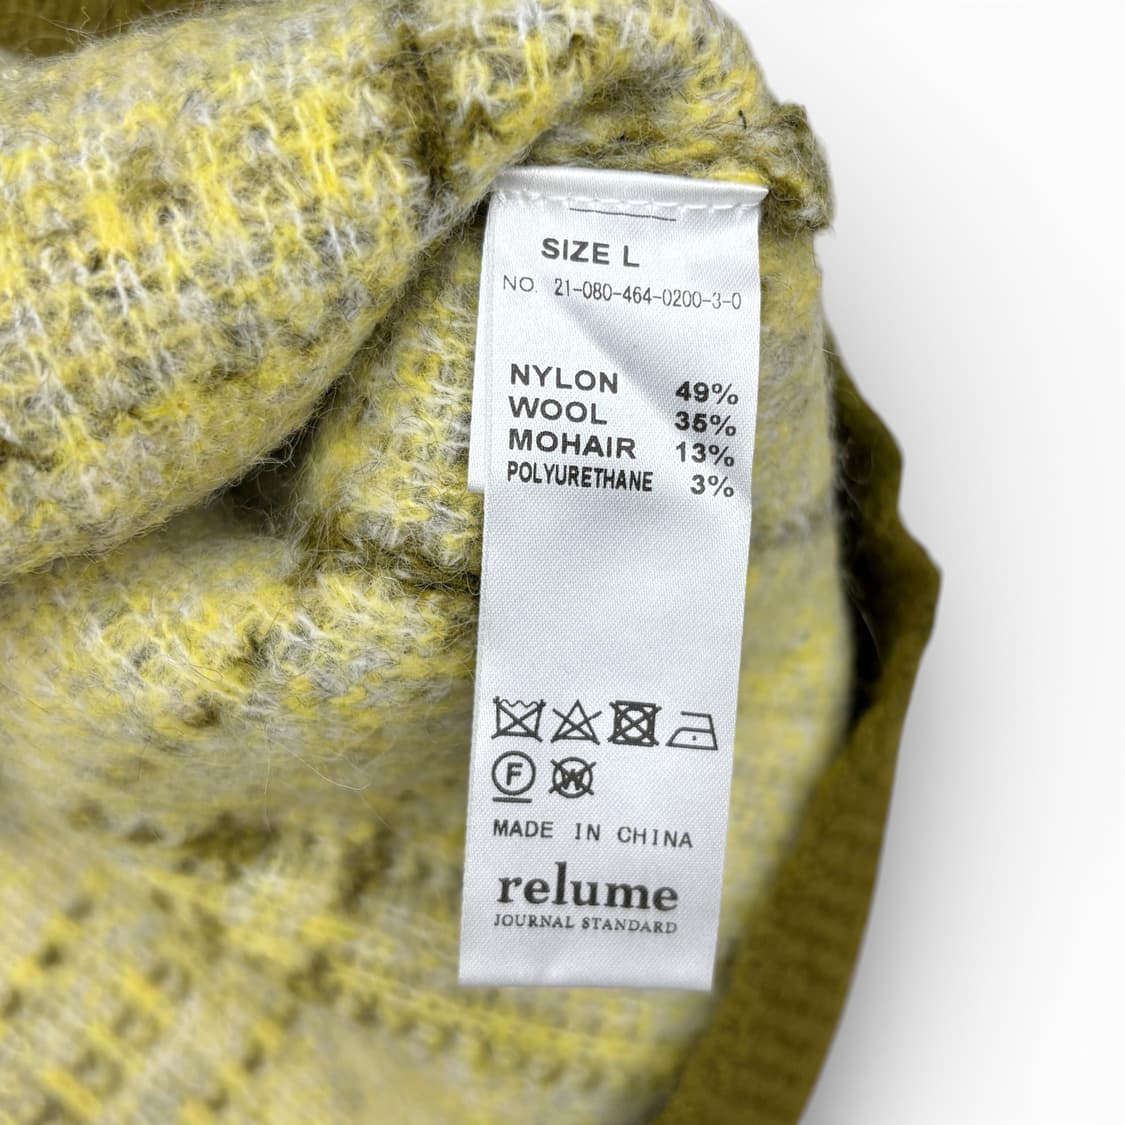 SIZE L
NO. 21-080-464-0200-3-0
NYLON 49%
WOOL 35%
MOHAIR 13%
POLYURETHANE 3%
F W
MADE IN CHINA
relume
JOURNAL STANDARD